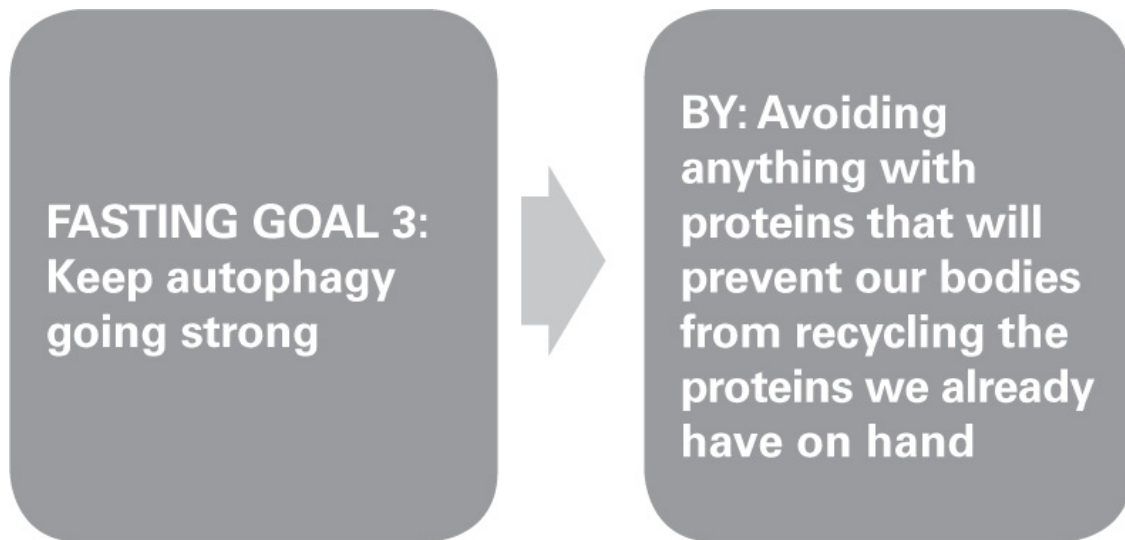 FASTING GOAL 3:
Keep autophagy
going strong
BY: Avoiding
anything with
proteins that will
prevent our bodies
from recycling the
proteins we already
have on hand